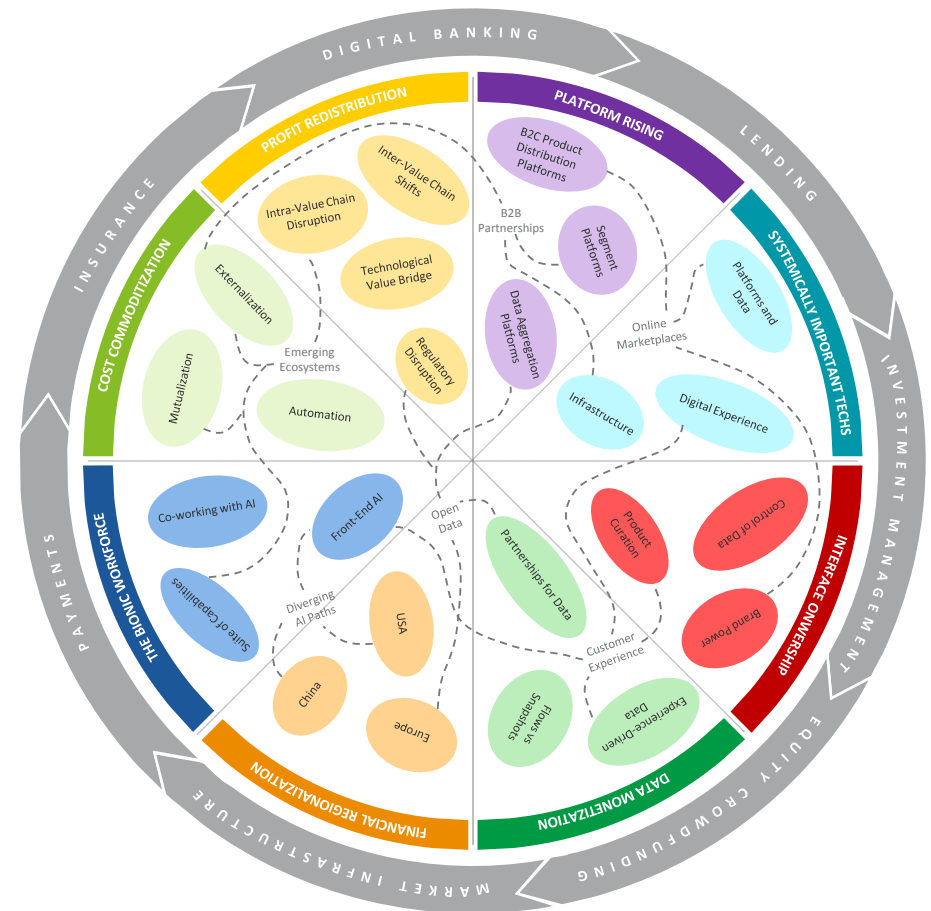 DIGITAL BANKING
LENDING
INVESTMENT MANAGEMENT
EQUITY CROWDFUNDING
MARKET INFRASTRUCTURE
PAYMENTS
INSURANCE
PROFIT REDISTRIBUTION
Inter-Value Chain
Shifts
Intra-Value Chain
Disruption
Technological
Value Bridge
Regulatory
Disruption
PLATFORM RISING
B2C Product
Distribution
Platforms
B2B
Partnerships
Segment
Platforms
Data Aggregation
Platforms
SYSTEMICALLY IMPORTANT TECHS
Platforms and
Data
Online
Marketplaces
Infrastructure
Digital Experience
INTERFACE ONWERSHIP
Product
Curation
Control of Data
Brand Power
Customer
Experience
DATA MONETIZATION
Partnerships for Data
Experience-Driven
Data
Flows vs
Snapshots
Open
Data
FINANCIAL REGIONALIZATION
USA
Europe
China
Diverging
AI Paths
THE BIONIC WORKFORCE
Co-working with AI
Front-End AI
Suite of Capabilities
COST COMMODITIZATION
Externalization
Mutualization
Automation
Emerging
Ecosystems